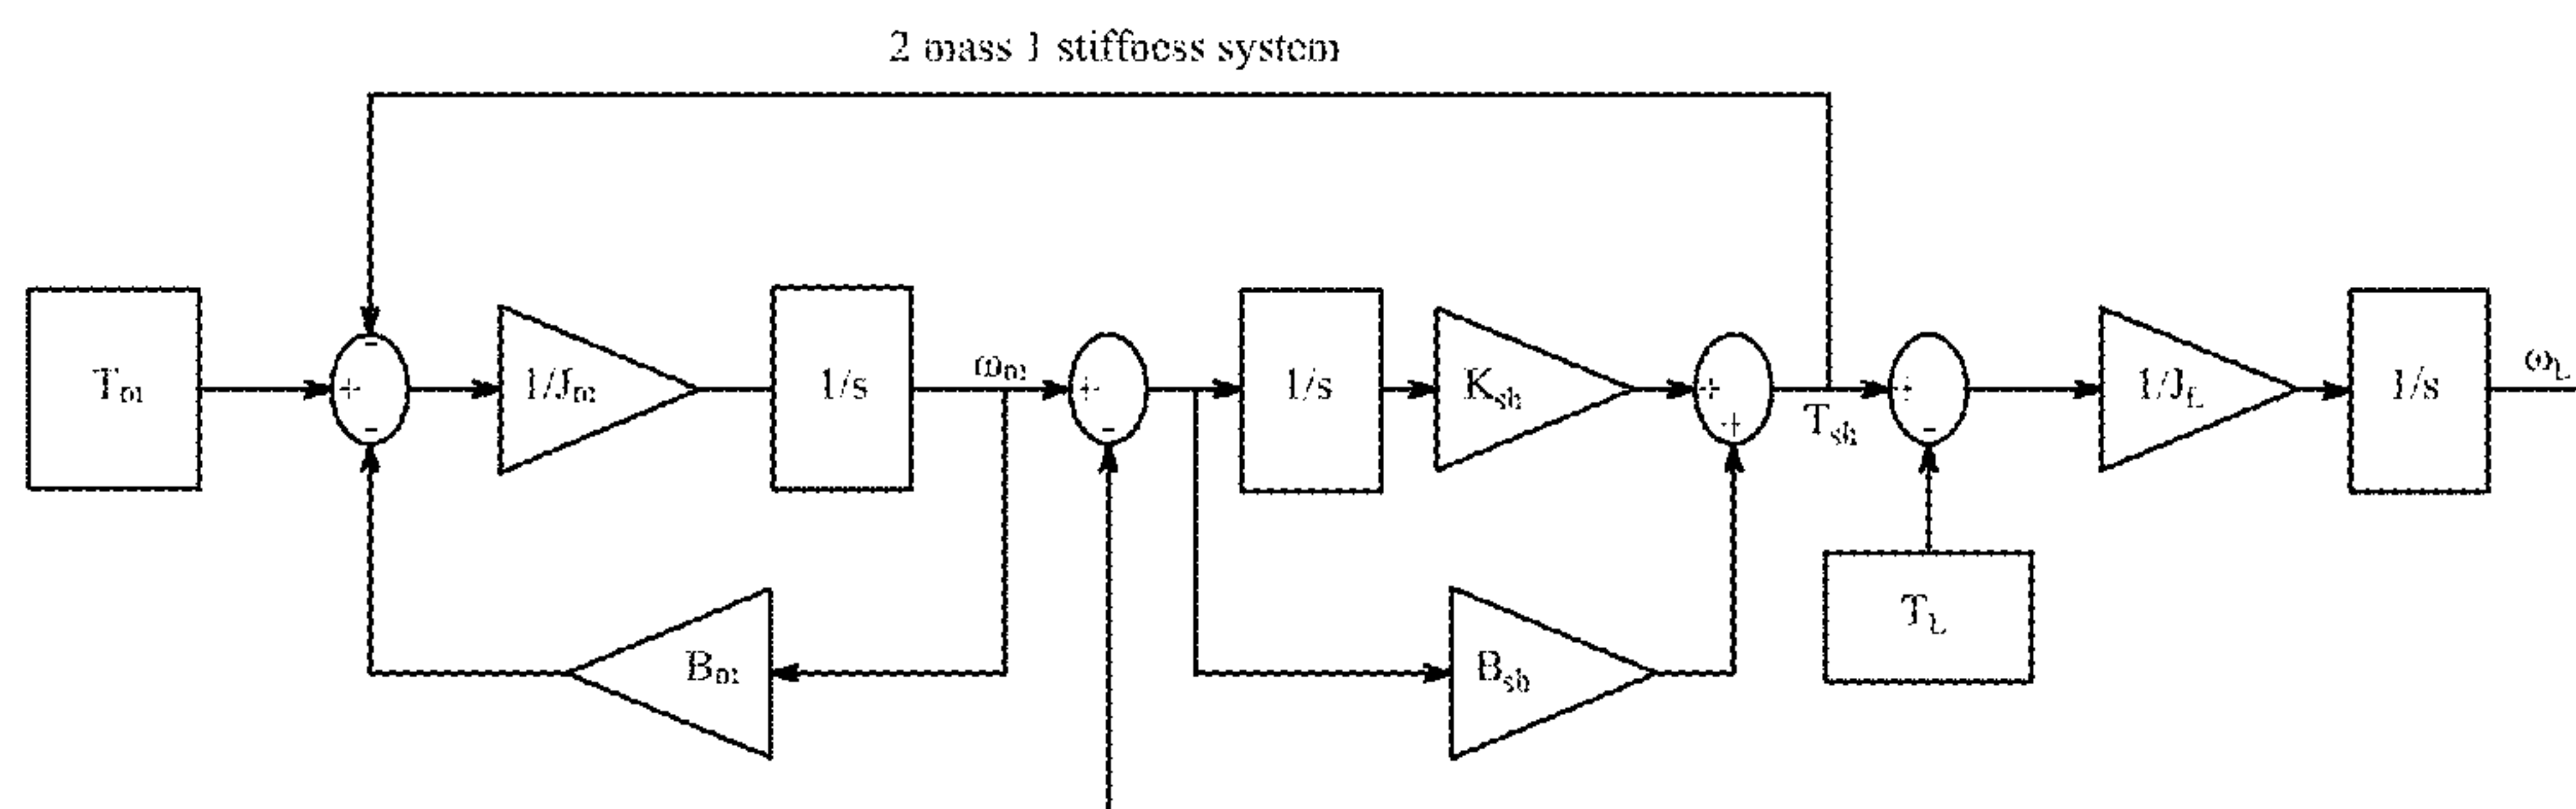 2 mass 1 stiffness system
Tm
+
-
-
1/Jm
1/s
ωm
+
-
1/s
Ksh
+
+
Tsh
+
-
1/JL
1/s
ωL
Bm
Bsh
TL